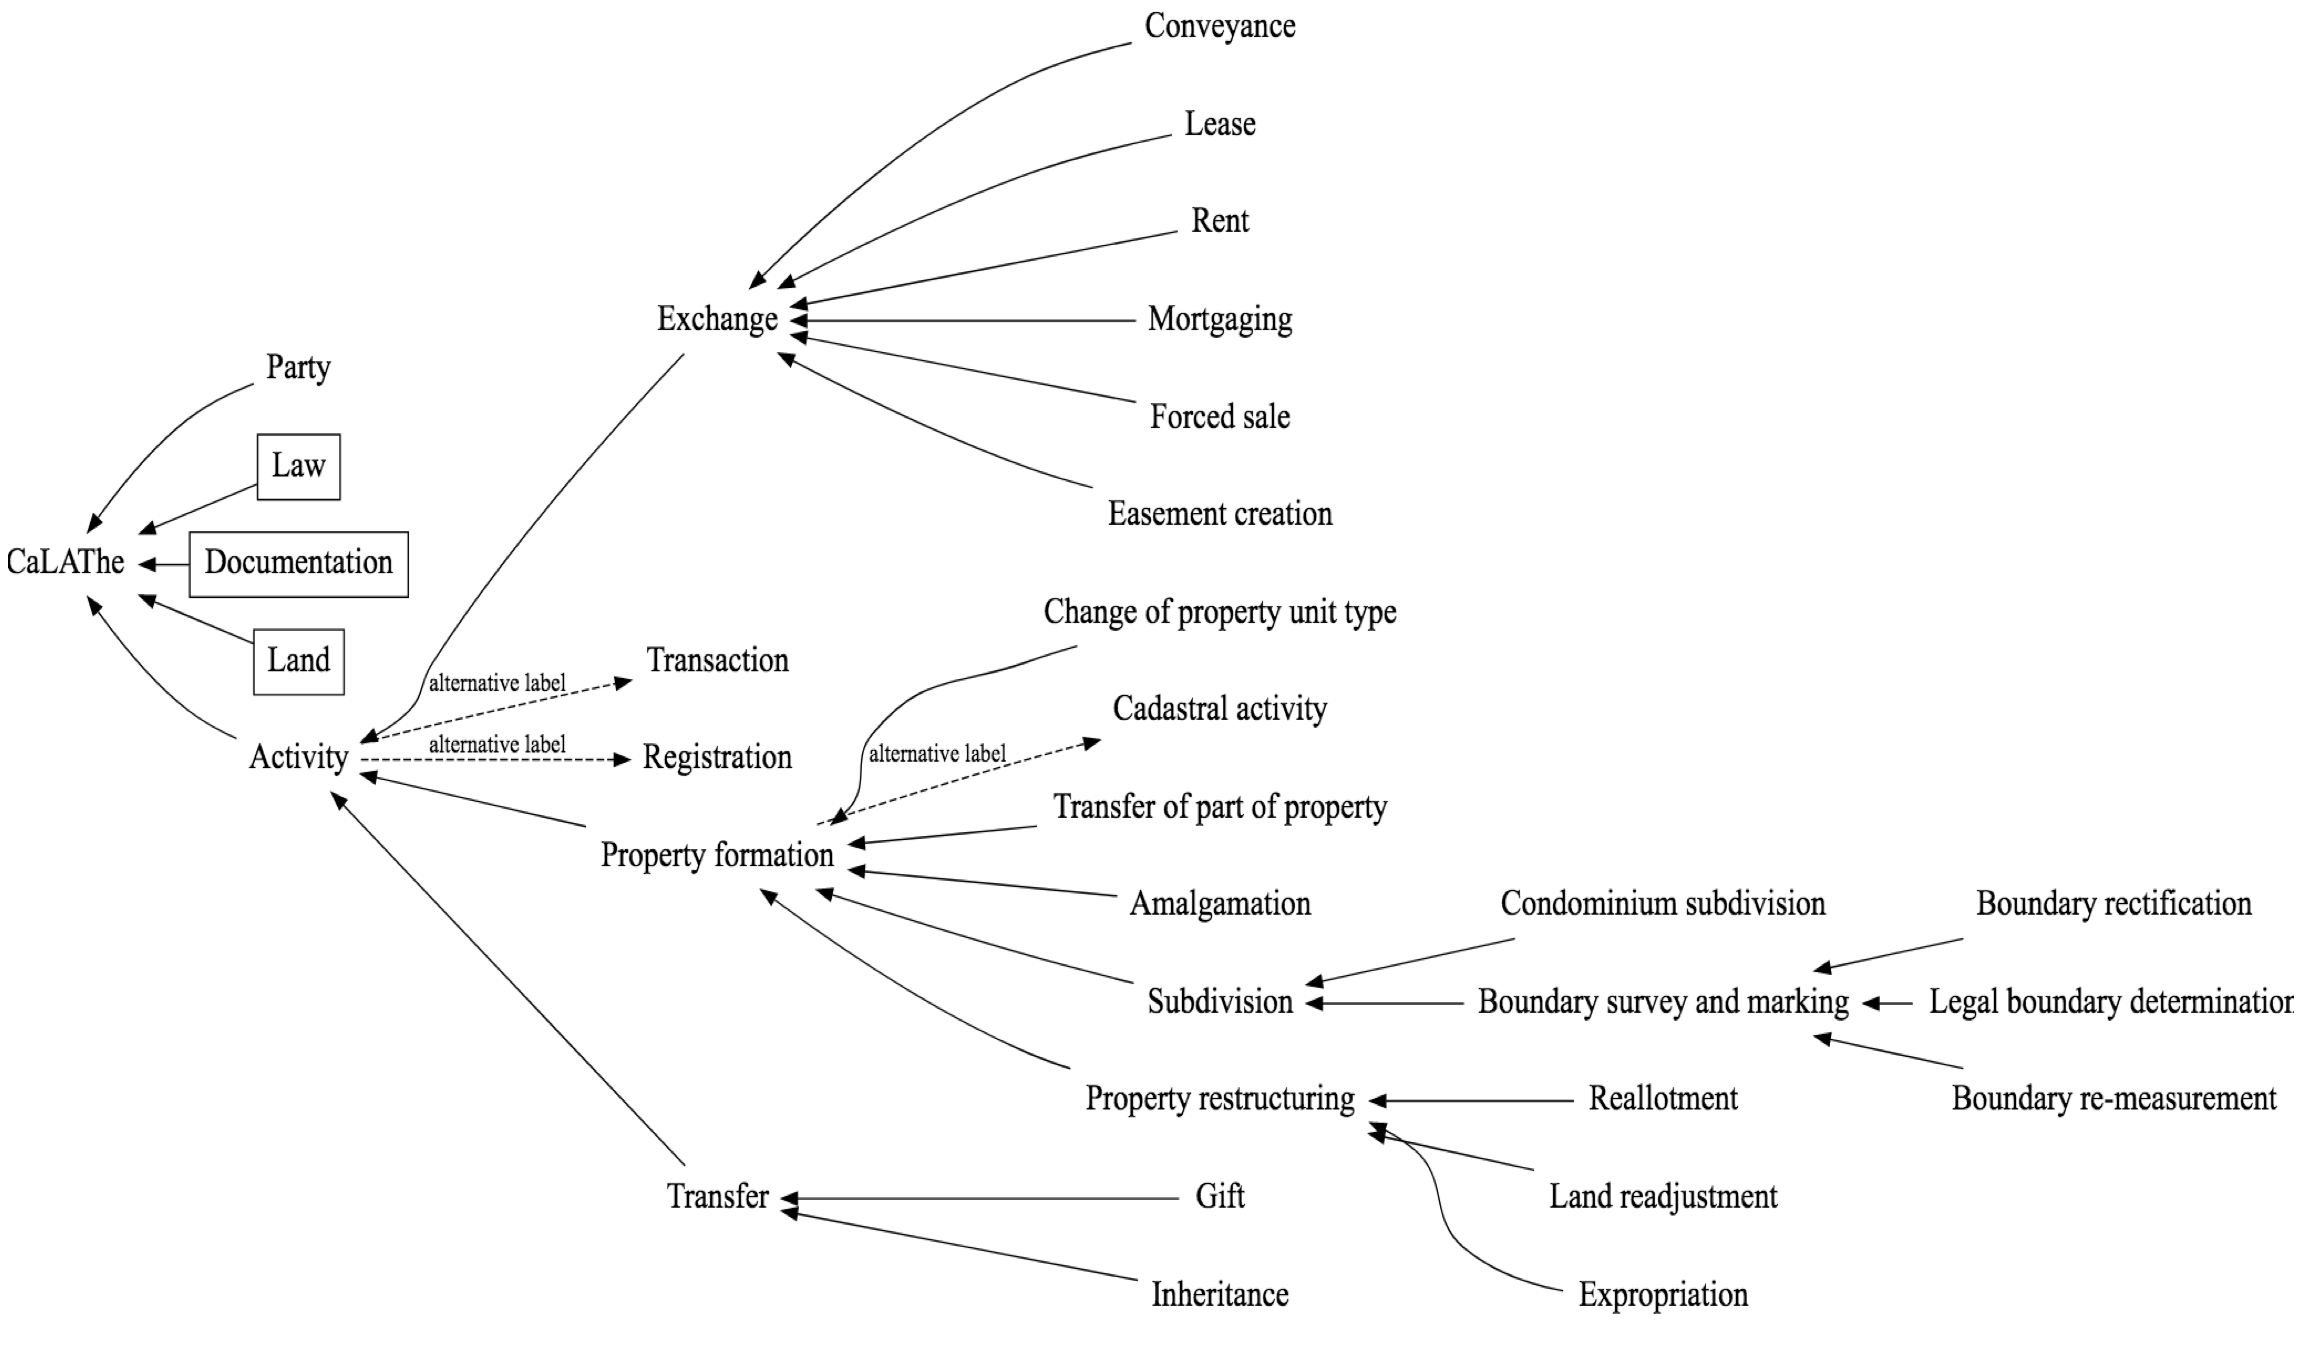 Conveyance
Lease
Rent
Exchange
Mortgaging
Party
Forced sale
Law
Easement creation
CaLAThe
Documentation
Change of property unit type
Land
Transaction
alternative label
Cadastral activity
alternative label
Activity
Registration
alternative label
Transfer of part of property
Property formation
Amalgamation
Condominium subdivision
Boundary rectification
Subdivision
Boundary survey and marking
Legal boundary determination
Property restructuring
Reallotment
Boundary re-measurement
Transfer
Gift
Land readjustment
Inheritance
Expropriation